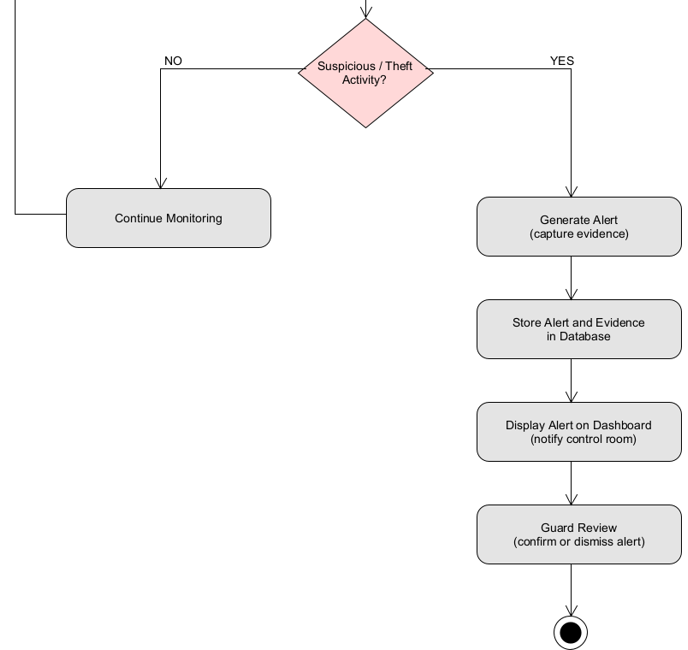 NO
YES
Suspicious / Theft
Activity?
Continue Monitoring
Generate Alert
(capture evidence)
Store Alert and Evidence
in Database
Display Alert on Dashboard
(notify control room)
Guard Review
(confirm or dismiss alert)